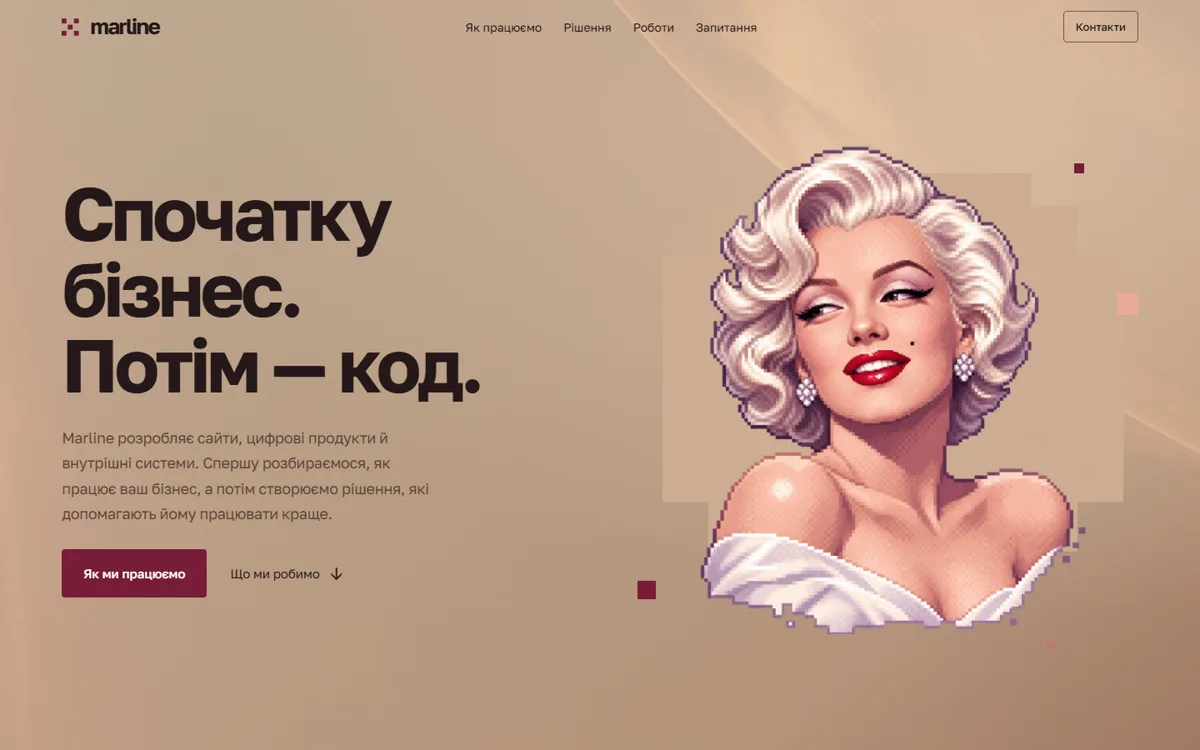 marline
Як працюємо
Рішення
Роботи
Запитання
Контакти
Спочатку
бізнес.
Потім — код.
Marline розробляє сайти, цифрові продукти й
внутрішні системи. Спершу розбираємося, як
працює ваш бізнес, а потім створюємо рішення, які
допомагають йому працювати краще.
Як ми працюємо
Що ми робимо ↓